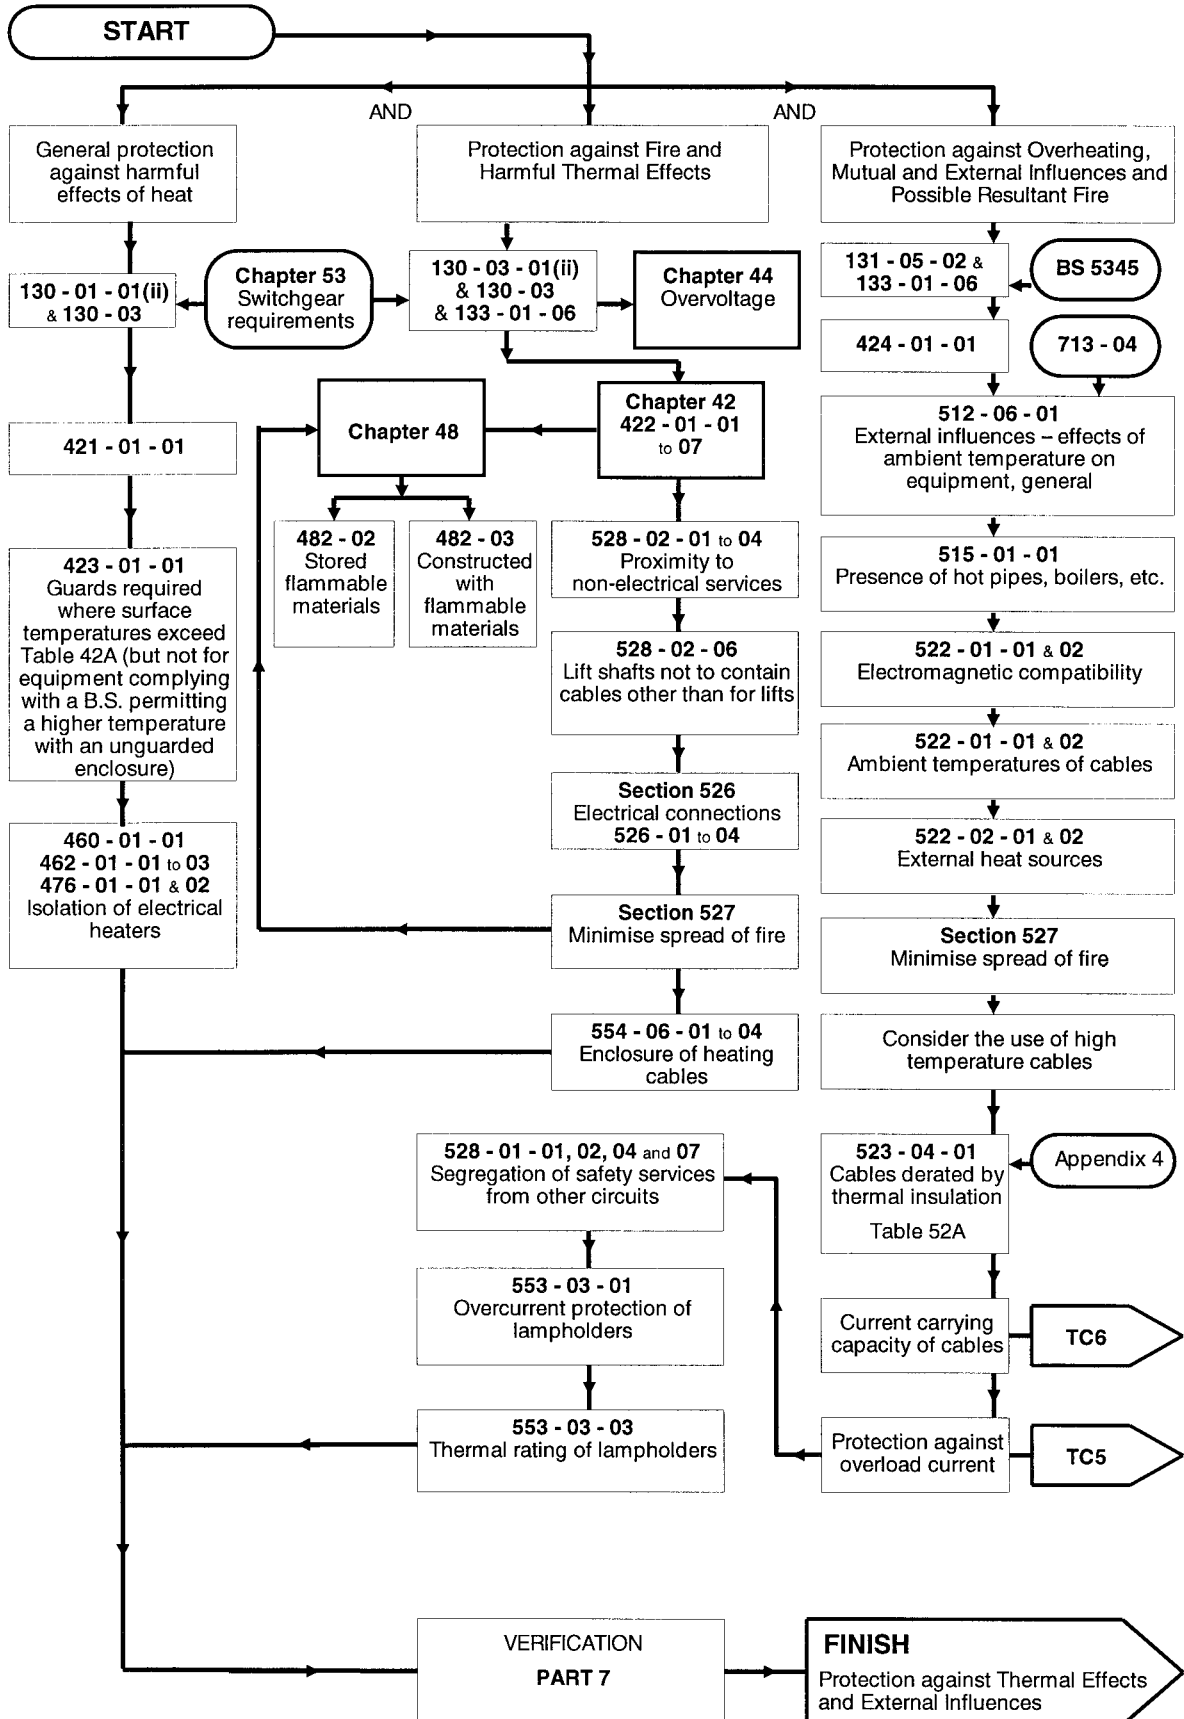 START
AND
AND
General protection
against harmful
effects of heat
Protection against Fire and
Harmful Thermal Effects
Protection against Overheating,
Mutual and External Influences and
Possible Resultant Fire
130 - 01 - 01(ii)
& 130 - 03
Chapter 53
Switchgear
requirements
130 - 03 - 01(ii)
& 130 - 03
& 133 - 01 - 06
Chapter 44
Overvoltage
131 - 05 - 02 &
133 - 01 - 06
BS 5345
424 - 01 - 01
713 - 04
421 - 01 - 01
Chapter 48
Chapter 42
422 - 01 - 01
to 07
512 - 06 - 01
External influences – effects of
ambient temperature on
equipment, general
482 - 02
Stored
flammable
materials
482 - 03
Constructed
with
flammable
materials
528 - 02 - 01 to 04
Proximity to
non-electrical services
515 - 01 - 01
Presence of hot pipes, boilers, etc.
423 - 01 - 01
Guards required
where surface
temperatures exceed
Table 42A (but not for
equipment complying
with a B.S. permitting
a higher temperature
with an unguarded
enclosure)
528 - 02 - 06
Lift shafts not to contain
cables other than for lifts
522 - 01 - 01 & 02
Electromagnetic compatibility
522 - 01 - 01 & 02
Ambient temperatures of cables
Section 526
Electrical connections
526 - 01 to 04
460 - 01 - 01
462 - 01 - 01 to 03
476 - 01 - 01 & 02
Isolation of electrical
heaters
522 - 02 - 01 & 02
External heat sources
Section 527
Minimise spread of fire
Section 527
Minimise spread of fire
554 - 06 - 01 to 04
Enclosure of heating
cables
Consider the use of high
temperature cables
528 - 01 - 01, 02, 04 and 07
Segregation of safety services
from other circuits
523 - 04 - 01
Cables derated by
thermal insulation
Table 52A
Appendix 4
553 - 03 - 01
Overcurrent protection of
lampholders
Current carrying
capacity of cables
TC6
553 - 03 - 03
Thermal rating of lampholders
Protection against
overload current
TC5
VERIFICATION
PART 7
FINISH
Protection against Thermal Effects
and External Influences